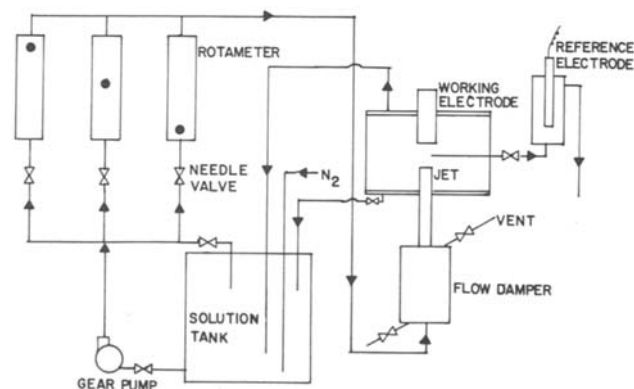 ROTAMETER
REFERENCE
ELECTRODE
WORKING
ELECTRODE
NEEDLE
VALVE
N2
JET
VENT
SOLUTION
TANK
FLOW DAMPER
GEAR PUMP